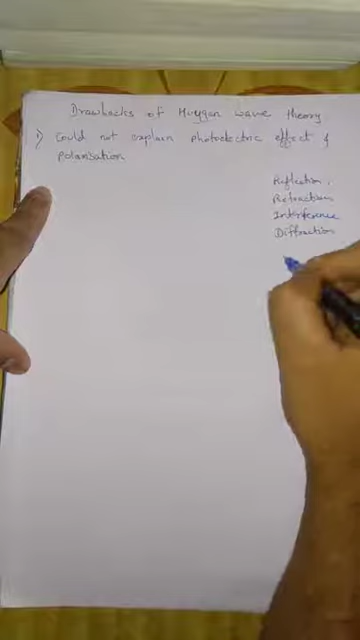 Drawbacks of Huygen wave theory
1) Could not explain photoelectric effect &
polarisation
Reflection,
Refraction
Interference
Diffraction